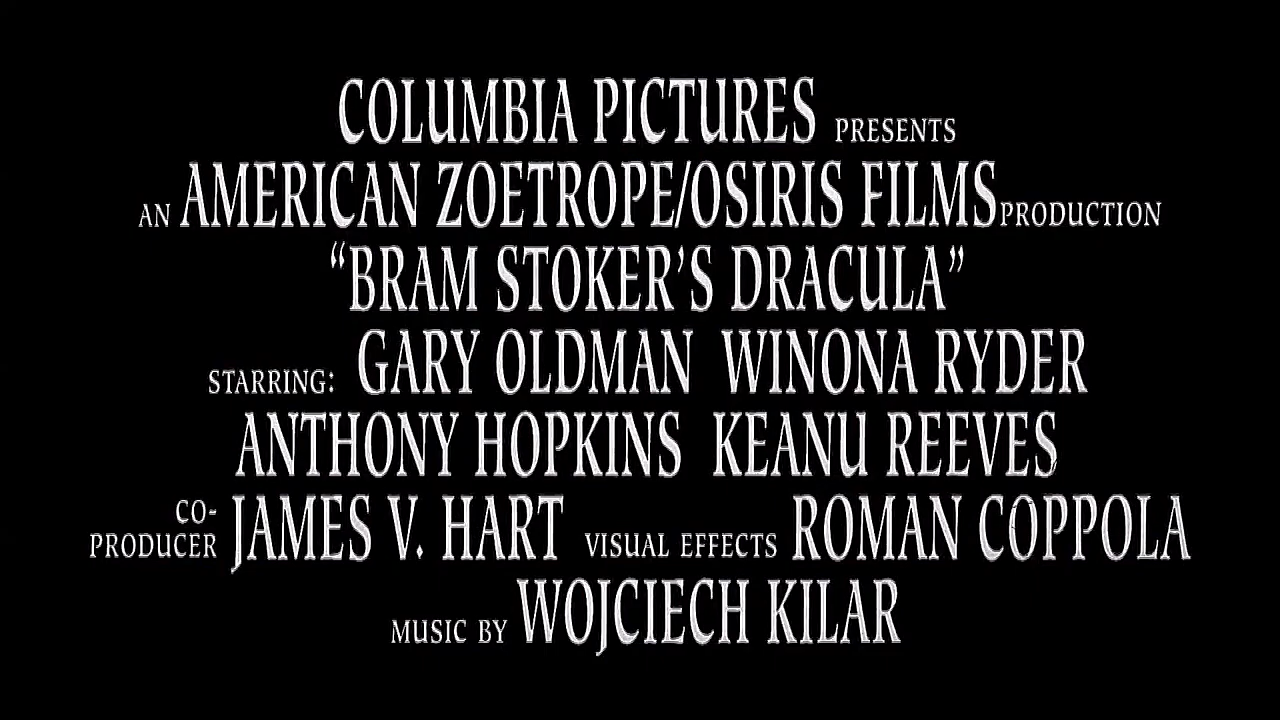 COLUMBIA PICTURES PRESENTS
AN AMERICAN ZOETROPE/OSIRIS FILMS PRODUCTION
“BRAM STOKER’S DRACULA”
STARRING: GARY OLDMAN WINONA RYDER
ANTHONY HOPKINS KEANU REEVES
CO-PRODUCER JAMES V. HART VISUAL EFFECTS ROMAN COPPOLA
MUSIC BY WOJCIECH KILAR